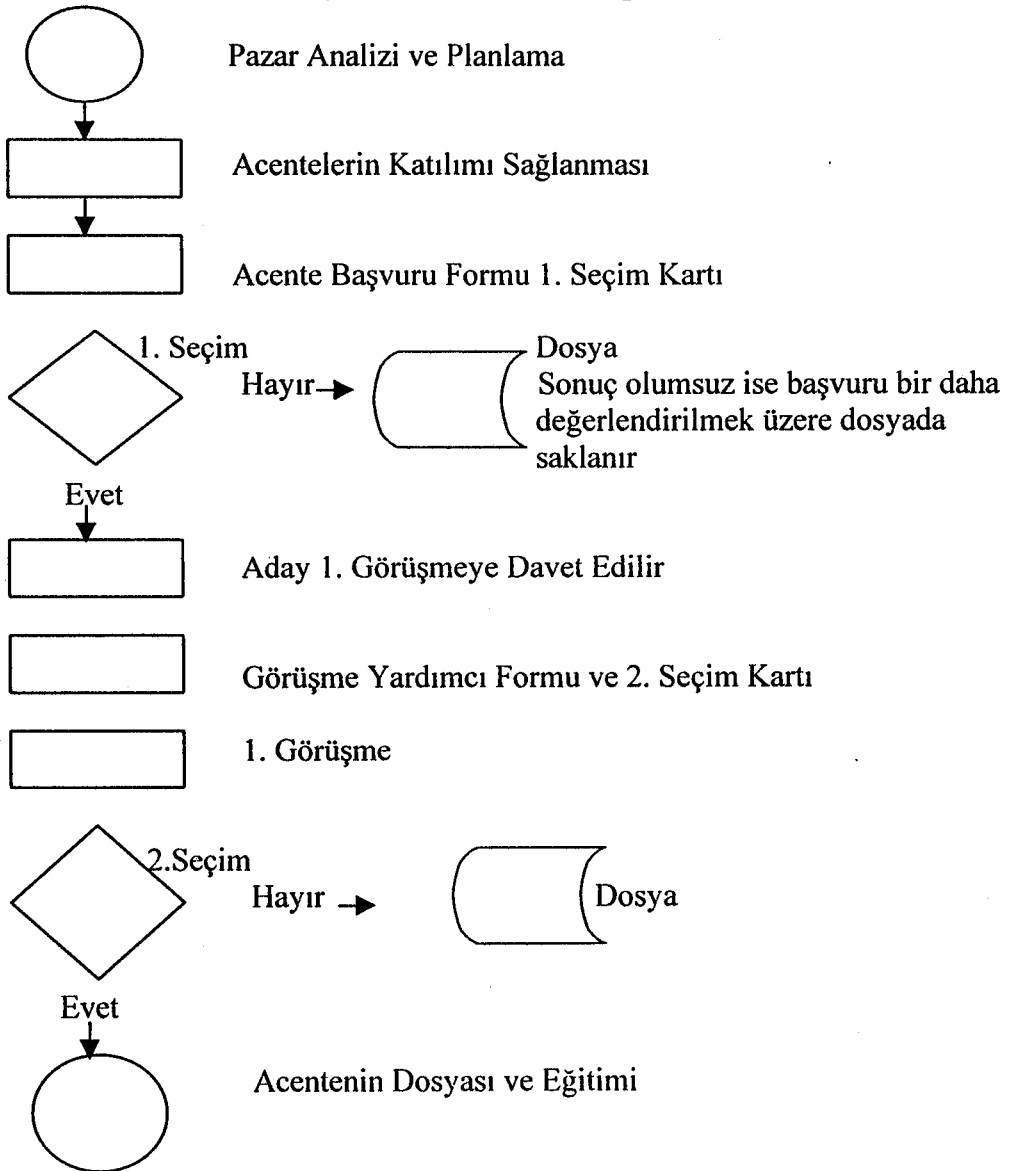 Pazar Analizi ve Planlama
Acentelerin Katılımı Sağlanması
Acente Başvuru Formu 1. Seçim Kartı
1. Seçim
Hayır
Dosya
Sonuç olumsuz ise başvuru bir daha
değerlendirilmek üzere dosyada
saklanır
Evet
Aday 1. Görüşmeye Davet Edilir
Görüşme Yardımcı Formu ve 2. Seçim Kartı
1. Görüşme
2.Seçim
Hayır
Dosya
Evet
Acentenin Dosyası ve Eğitimi